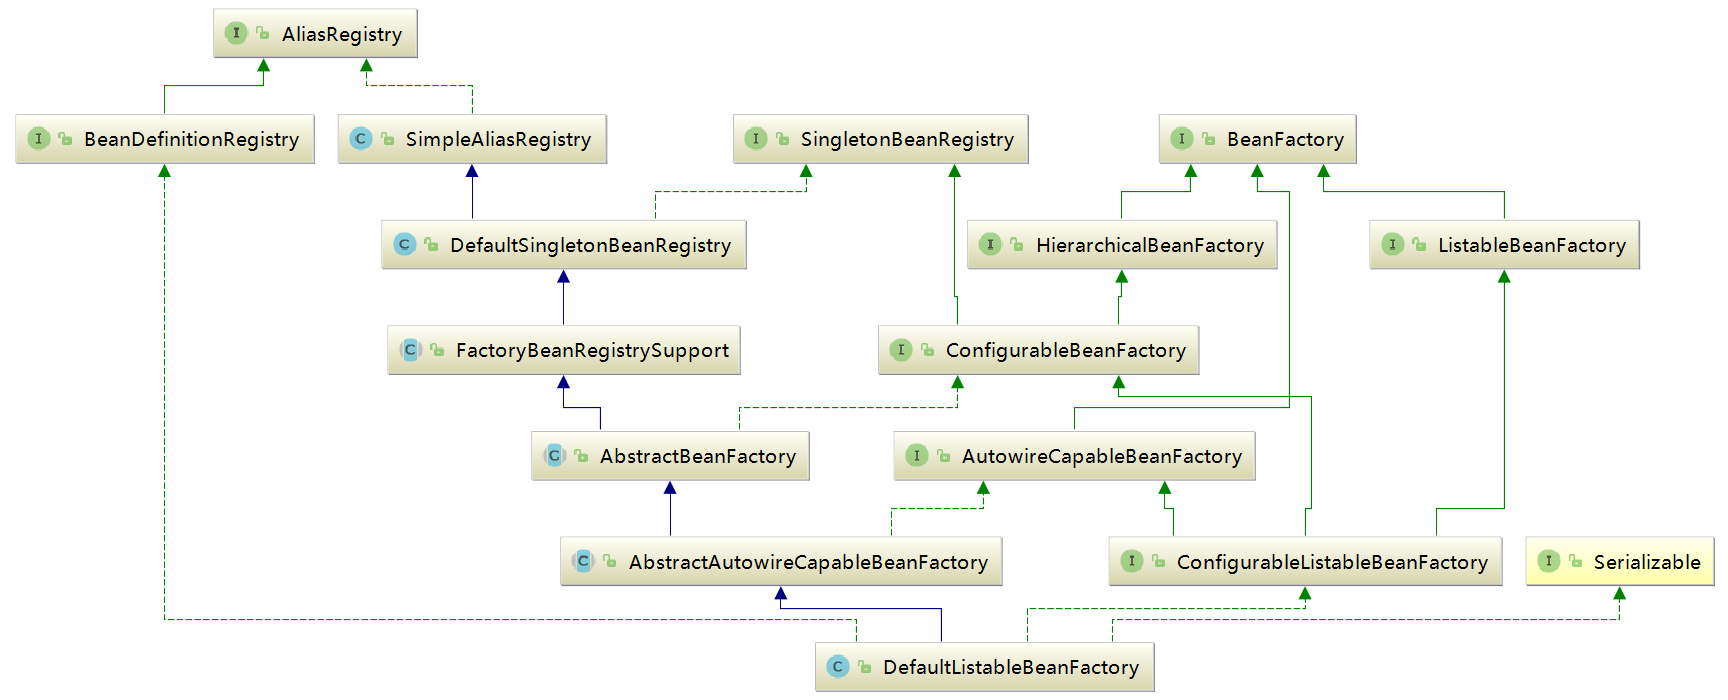 I AliasRegistry
I BeanDefinitionRegistry
C SimpleAliasRegistry
I SingletonBeanRegistry
I BeanFactory
C DefaultSingletonBeanRegistry
I HierarchicalBeanFactory
I ListableBeanFactory
C FactoryBeanRegistrySupport
I ConfigurableBeanFactory
C AbstractBeanFactory
I AutowireCapableBeanFactory
C AbstractAutowireCapableBeanFactory
I ConfigurableListableBeanFactory
I Serializable
C DefaultListableBeanFactory